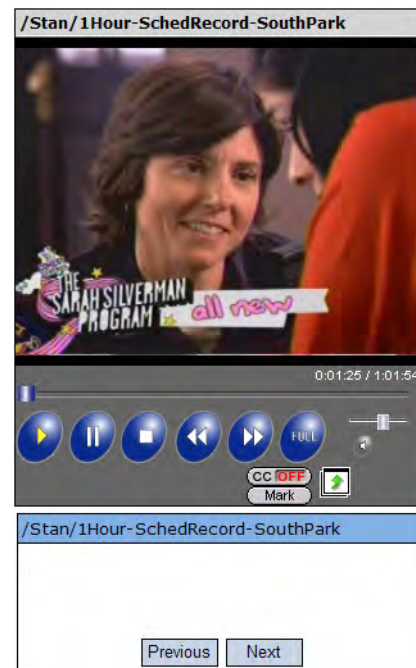 /Stan/1Hour-SchedRecord-SouthPark
THE
SARAH SILVERMAN
PROGRAM
all new
0:01:25 / 1:01:54
FULL
CC OFF
Mark
/Stan/1Hour-SchedRecord-SouthPark
Previous Next